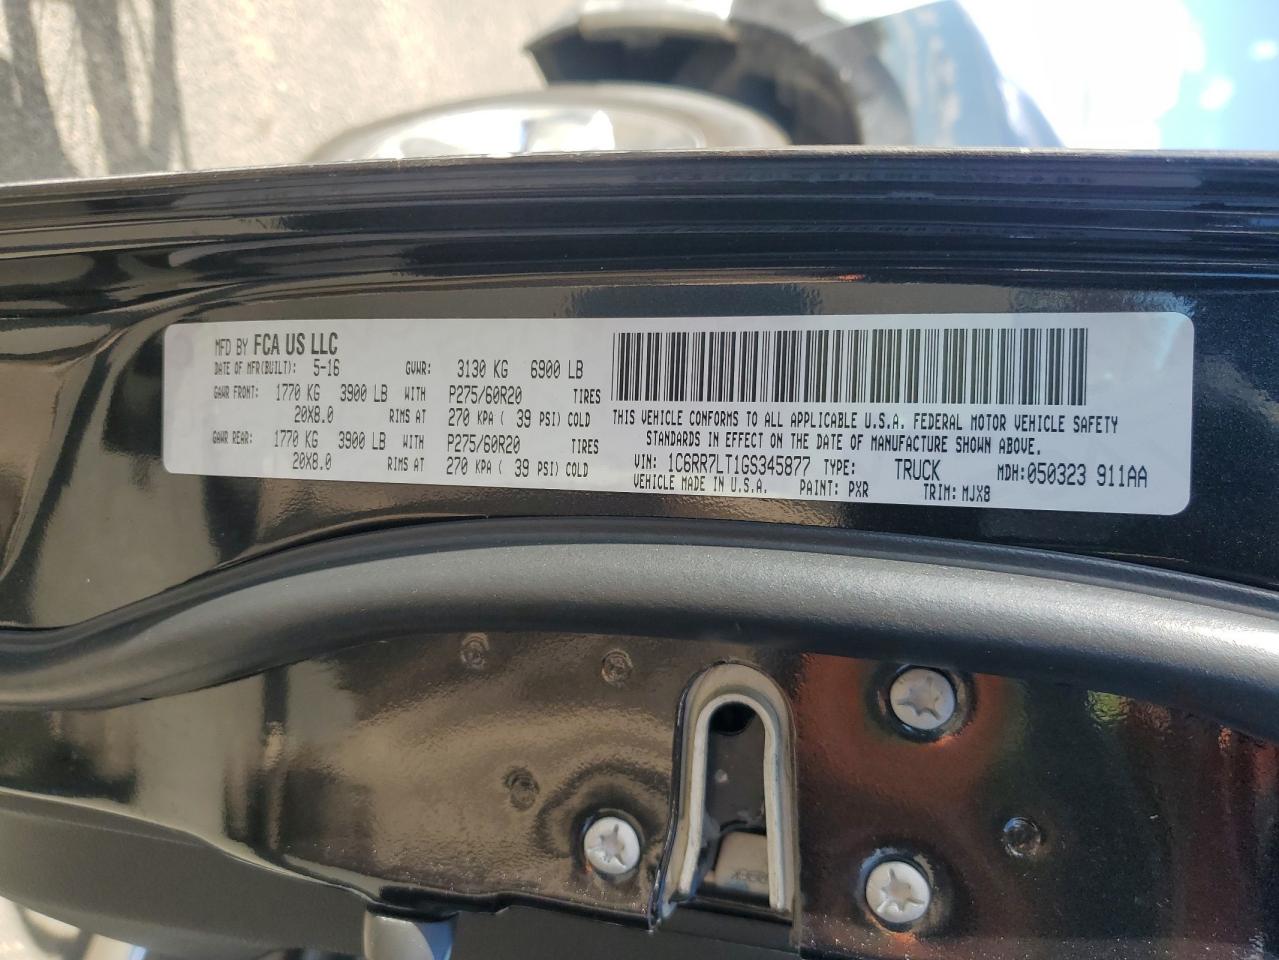 MFD BY FCA US LLC
DATE OF MFR(BUILT): 5-16 GVWR: 3130 KG 6900 LB
GAWR FRONT: 1770 KG 3900 LB WITH P275/60R20 TIRES
20X8.0 RIMS AT 270 KPA ( 39 PSI) COLD
GAWR REAR: 1770 KG 3900 LB WITH P275/60R20 TIRES
20X8.0 RIMS AT 270 KPA ( 39 PSI) COLD
THIS VEHICLE CONFORMS TO ALL APPLICABLE U.S.A. FEDERAL MOTOR VEHICLE SAFETY
STANDARDS IN EFFECT ON THE DATE OF MANUFACTURE SHOWN ABOVE.
VIN: 1C6RR7LT1GS345877 TYPE: TRUCK MDH:050323 911AA
VEHICLE MADE IN U.S.A. PAINT: PXR TRIM: MJX8